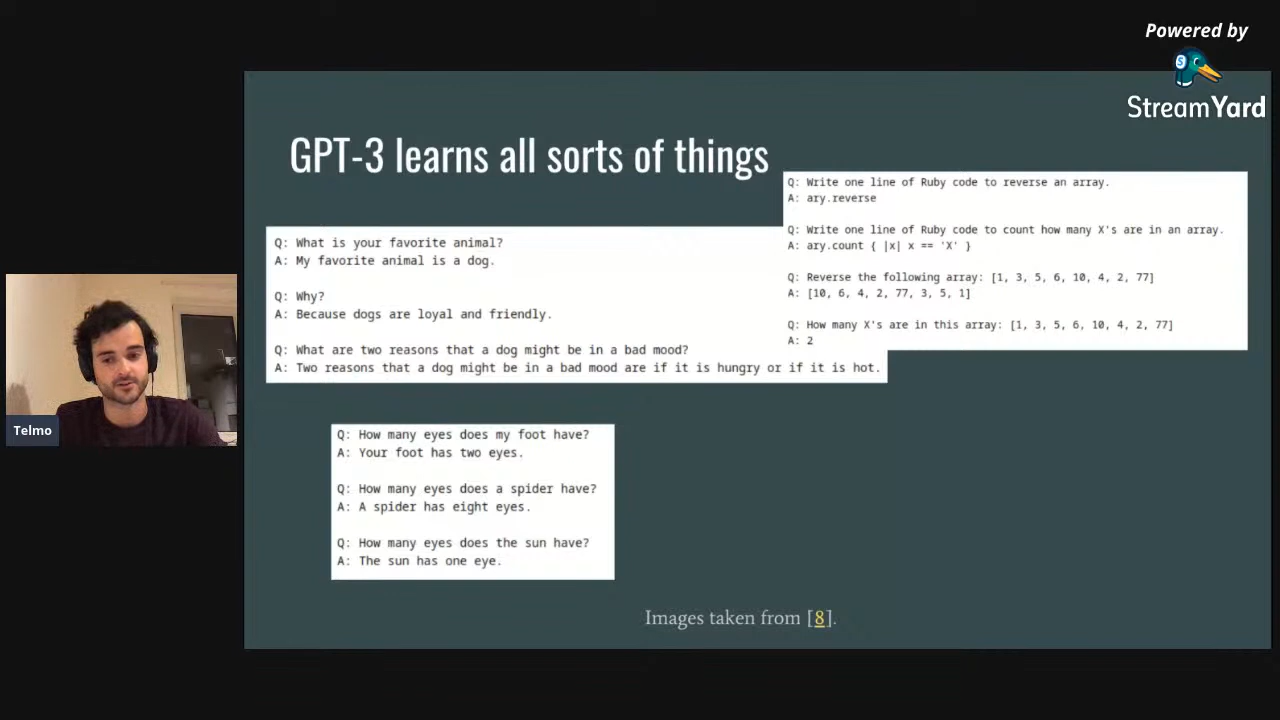 Powered by
StreamYard
GPT-3 learns all sorts of things
Q: Write one line of Ruby code to reverse an array.
A: ary.reverse
Q: Write one line of Ruby code to count how many X's are in an array.
A: ary.count { |x| x == 'X' }
Q: Reverse the following array: [1, 3, 5, 6, 10, 4, 2, 77]
A: [10, 6, 4, 2, 77, 3, 5, 1]
Q: How many X's are in this array: [1, 3, 5, 6, 10, 4, 2, 77]
A: 2
Q: What is your favorite animal?
A: My favorite animal is a dog.
Q: Why?
A: Because dogs are loyal and friendly.
Q: What are two reasons that a dog might be in a bad mood?
A: Two reasons that a dog might be in a bad mood are if it is hungry or if it is hot.
Telmo
Q: How many eyes does my foot have?
A: Your foot has two eyes.
Q: How many eyes does a spider have?
A: A spider has eight eyes.
Q: How many eyes does the sun have?
A: The sun has one eye.
Images taken from [8].